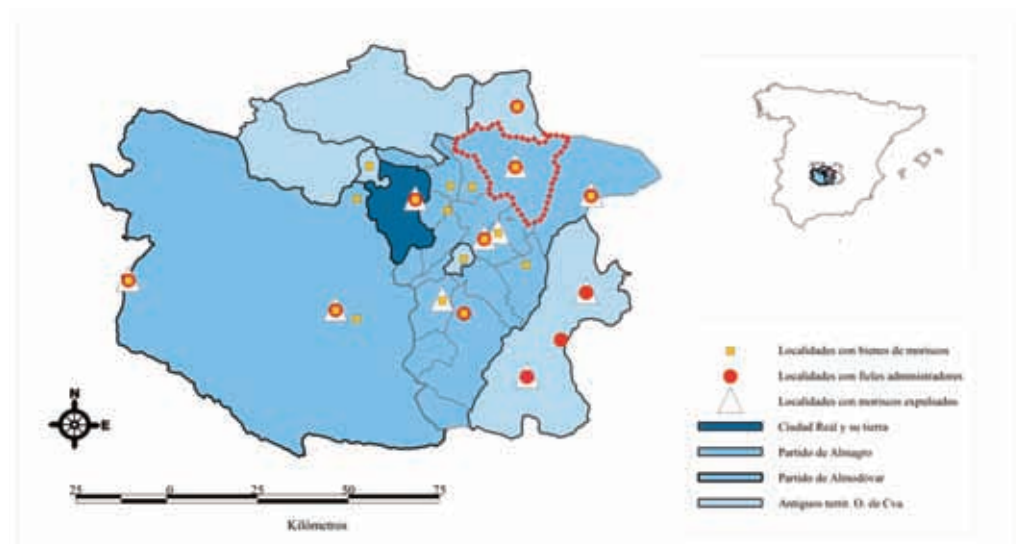 Localidades con bienes de moriscos
Localidades con fieles administradores
Localidades con moriscos expulsados
Ciudad Real y su tierra
Partido de Almagro
Partido de Almodóvar
Antiguos territ. O. de Cva
N
E
25 0 25 50 75
Kilómetros